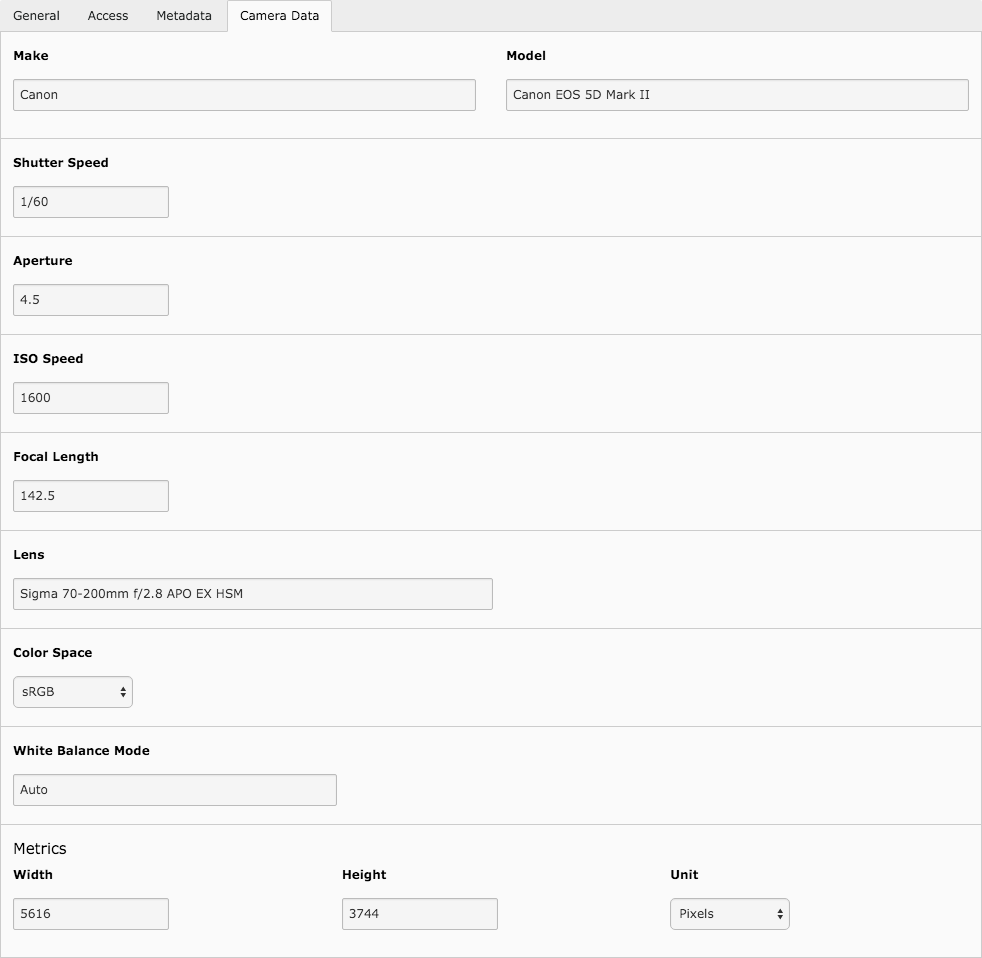 General Access Metadata Camera Data
Make Model
Canon Canon EOS 5D Mark II
Shutter Speed
1/60
Aperture
4.5
ISO Speed
1600
Focal Length
142.5
Lens
Sigma 70-200mm f/2.8 APO EX HSM
Color Space
sRGB
White Balance Mode
Auto
Metrics
Width Height Unit
5616 3744 Pixels